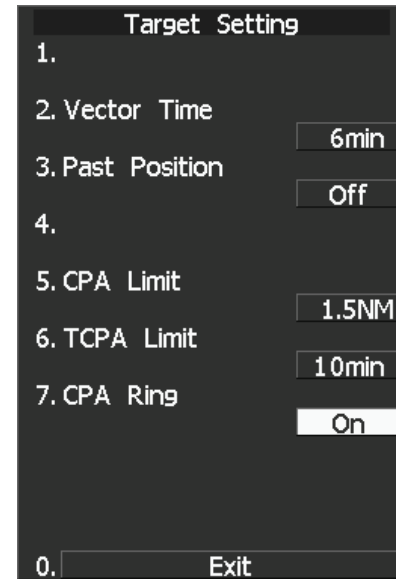 Target Setting
1.
2. Vector Time
6min
3. Past Position
Off
4.
5. CPA Limit
1.5NM
6. TCPA Limit
10min
7. CPA Ring
On
0. Exit